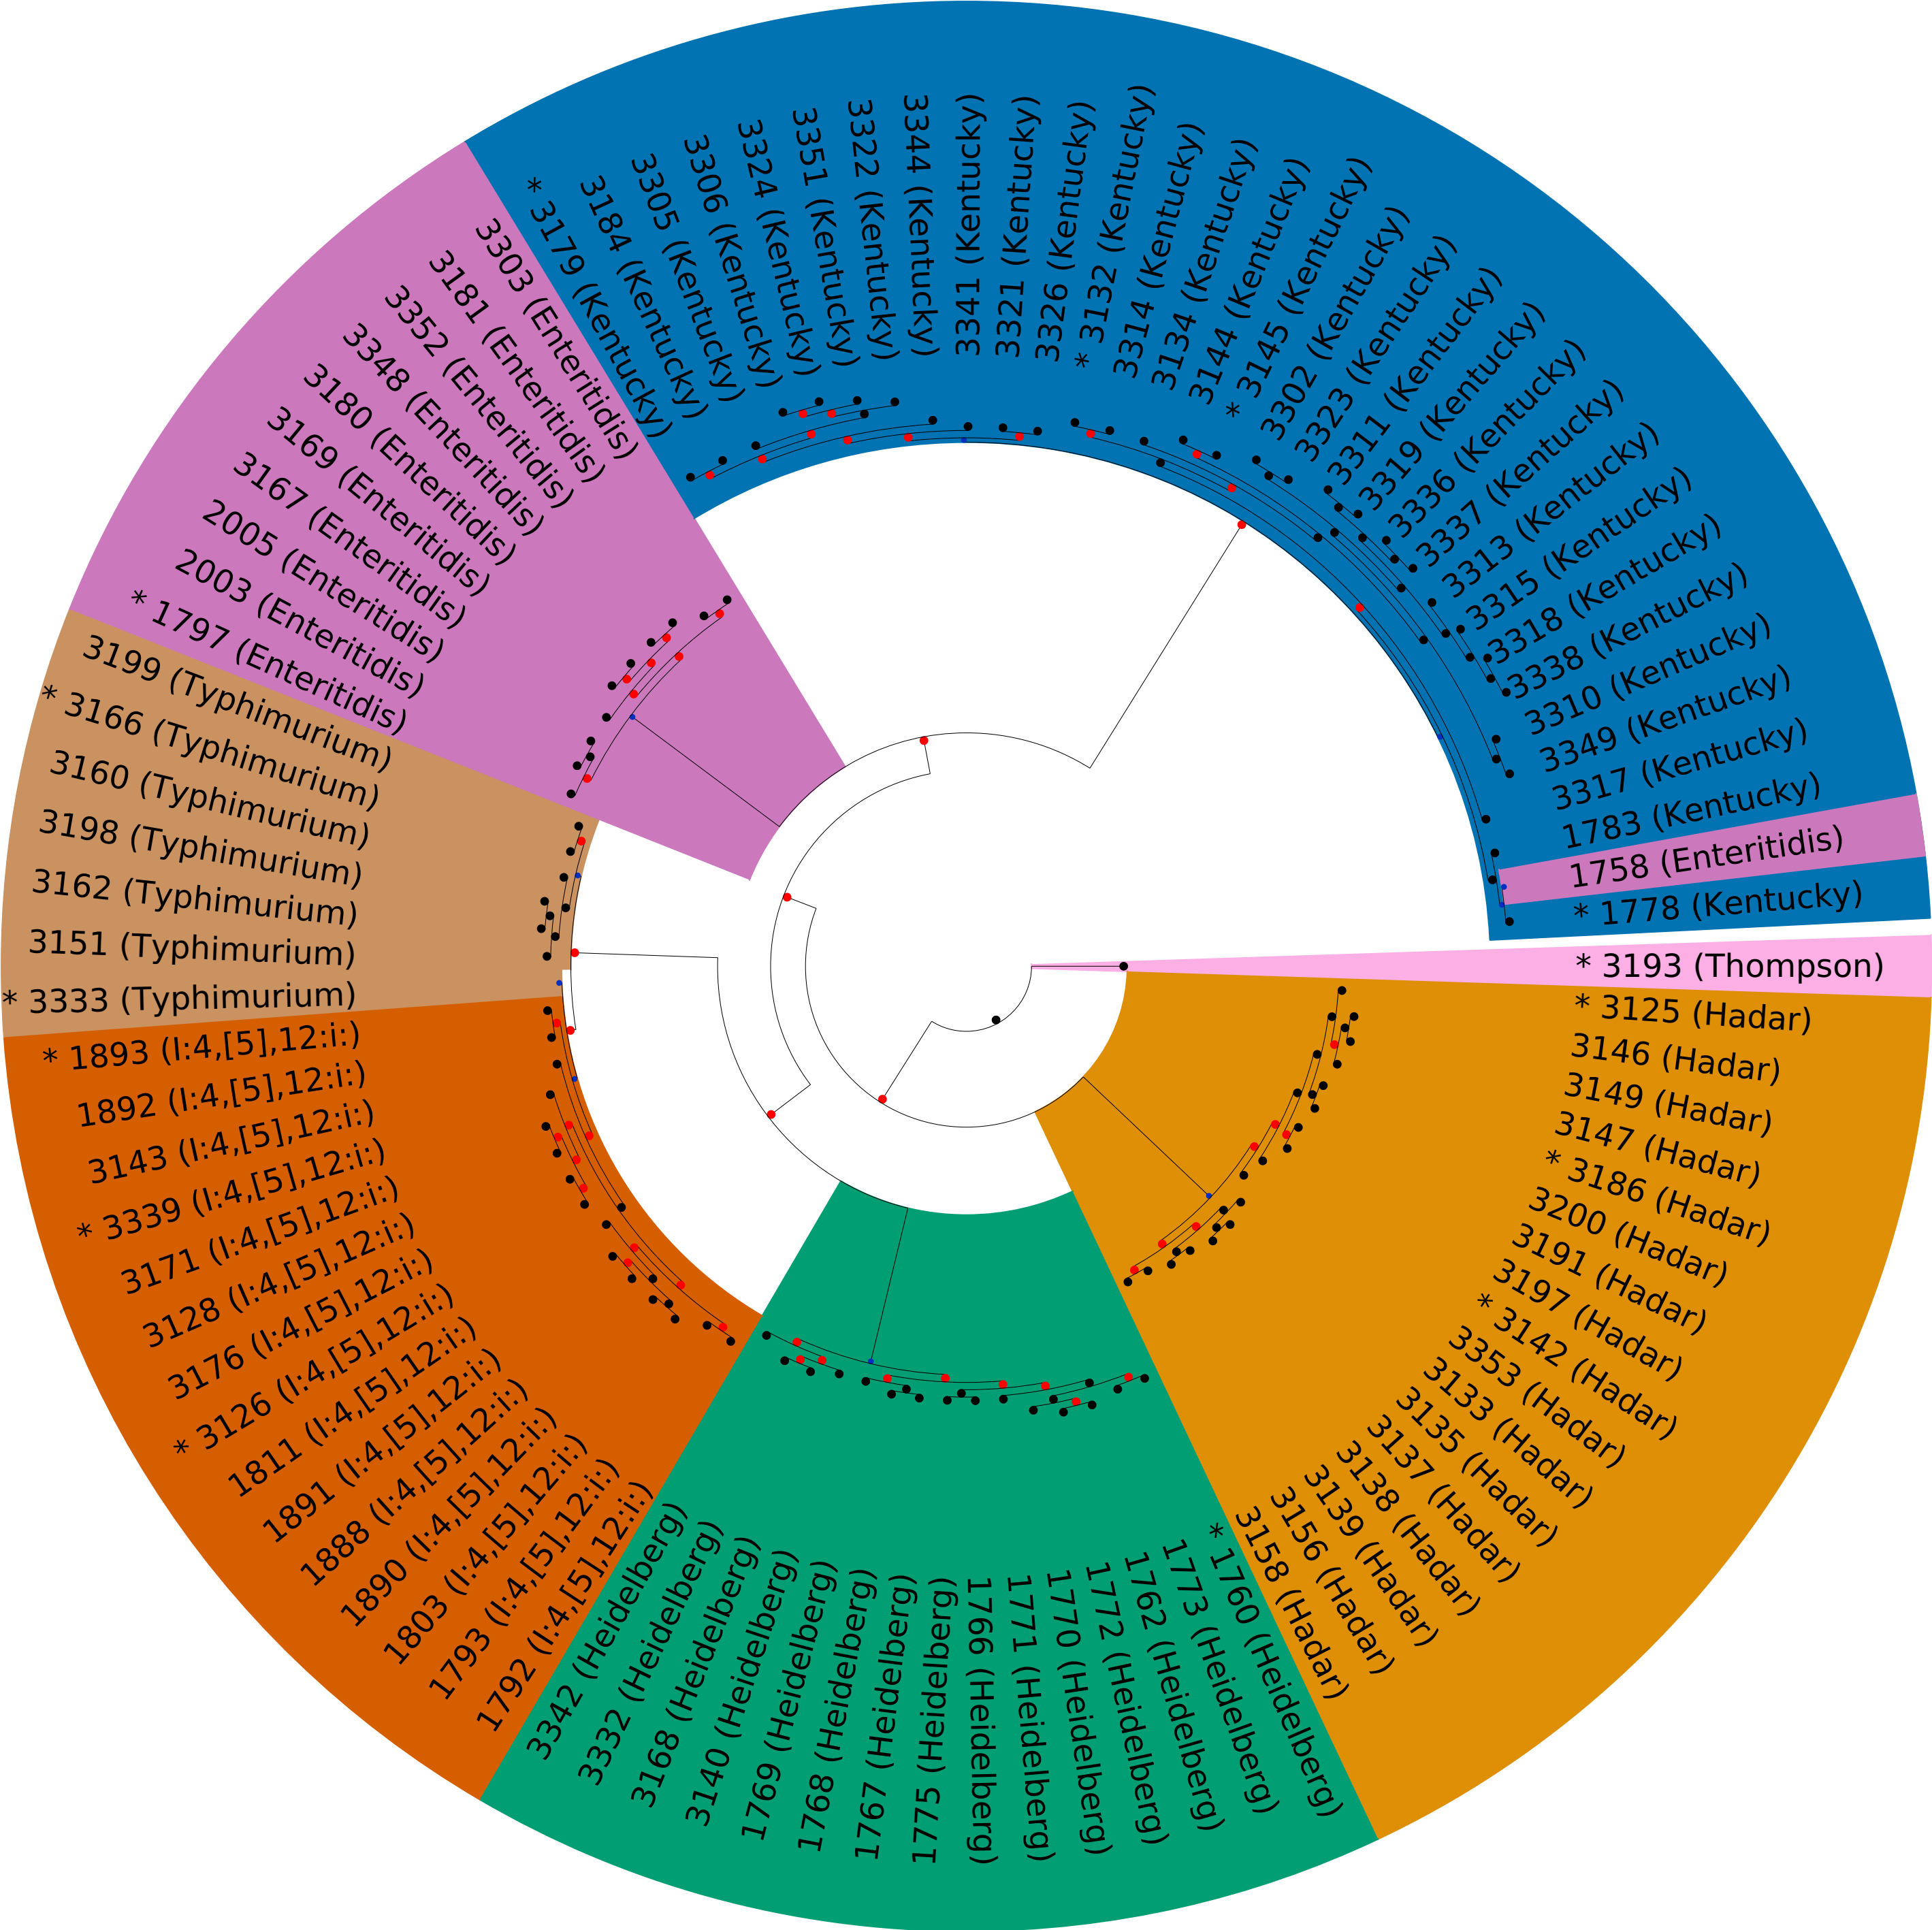 * 3179 (Kentucky)
3184 (Kentucky)
3305 (Kentucky)
3306 (Kentucky)
3324 (Kentucky)
3351 (Kentucky)
3322 (Kentucky)
3344 (Kentucky)
3341 (Kentucky)
3321 (Kentucky)
3326 (Kentucky)
* 3132 (Kentucky)
3314 (Kentucky)
3134 (Kentucky)
3144 (Kentucky)
* 3145 (Kentucky)
3302 (Kentucky)
3323 (Kentucky)
3311 (Kentucky)
3319 (Kentucky)
3336 (Kentucky)
3337 (Kentucky)
3313 (Kentucky)
3315 (Kentucky)
3318 (Kentucky)
3338 (Kentucky)
3310 (Kentucky)
3349 (Kentucky)
3317 (Kentucky)
1783 (Kentucky)
1758 (Enteritidis)
* 1778 (Kentucky)
* 3193 (Thompson)
* 3125 (Hadar)
3146 (Hadar)
3149 (Hadar)
3147 (Hadar)
* 3186 (Hadar)
3200 (Hadar)
3191 (Hadar)
3197 (Hadar)
* 3142 (Hadar)
3353 (Hadar)
3133 (Hadar)
3135 (Hadar)
3137 (Hadar)
3138 (Hadar)
3139 (Hadar)
3156 (Hadar)
3158 (Hadar)
* 1760 (Heidelberg)
1773 (Heidelberg)
1762 (Heidelberg)
1772 (Heidelberg)
1770 (Heidelberg)
1771 (Heidelberg)
1766 (Heidelberg)
1775 (Heidelberg)
1767 (Heidelberg)
1768 (Heidelberg)
1769 (Heidelberg)
3140 (Heidelberg)
3168 (Heidelberg)
3332 (Heidelberg)
3342 (Heidelberg)
1792 (I:4,[5],12:i:)
1793 (I:4,[5],12:i:)
1803 (I:4,[5],12:i:)
1890 (I:4,[5],12:i:)
1888 (I:4,[5],12:i:)
1891 (I:4,[5],12:i:)
1811 (I:4,[5],12:i:)
* 3126 (I:4,[5],12:i:)
3176 (I:4,[5],12:i:)
3128 (I:4,[5],12:i:)
3171 (I:4,[5],12:i:)
* 3339 (I:4,[5],12:i:)
3143 (I:4,[5],12:i:)
1892 (I:4,[5],12:i:)
* 1893 (I:4,[5],12:i:)
* 3333 (Typhimurium)
3151 (Typhimurium)
3162 (Typhimurium)
3198 (Typhimurium)
3160 (Typhimurium)
* 3166 (Typhimurium)
3199 (Typhimurium)
* 1797 (Enteritidis)
2003 (Enteritidis)
2005 (Enteritidis)
3167 (Enteritidis)
3169 (Enteritidis)
3180 (Enteritidis)
3348 (Enteritidis)
3352 (Enteritidis)
3181 (Enteritidis)
3303 (Enteritidis)